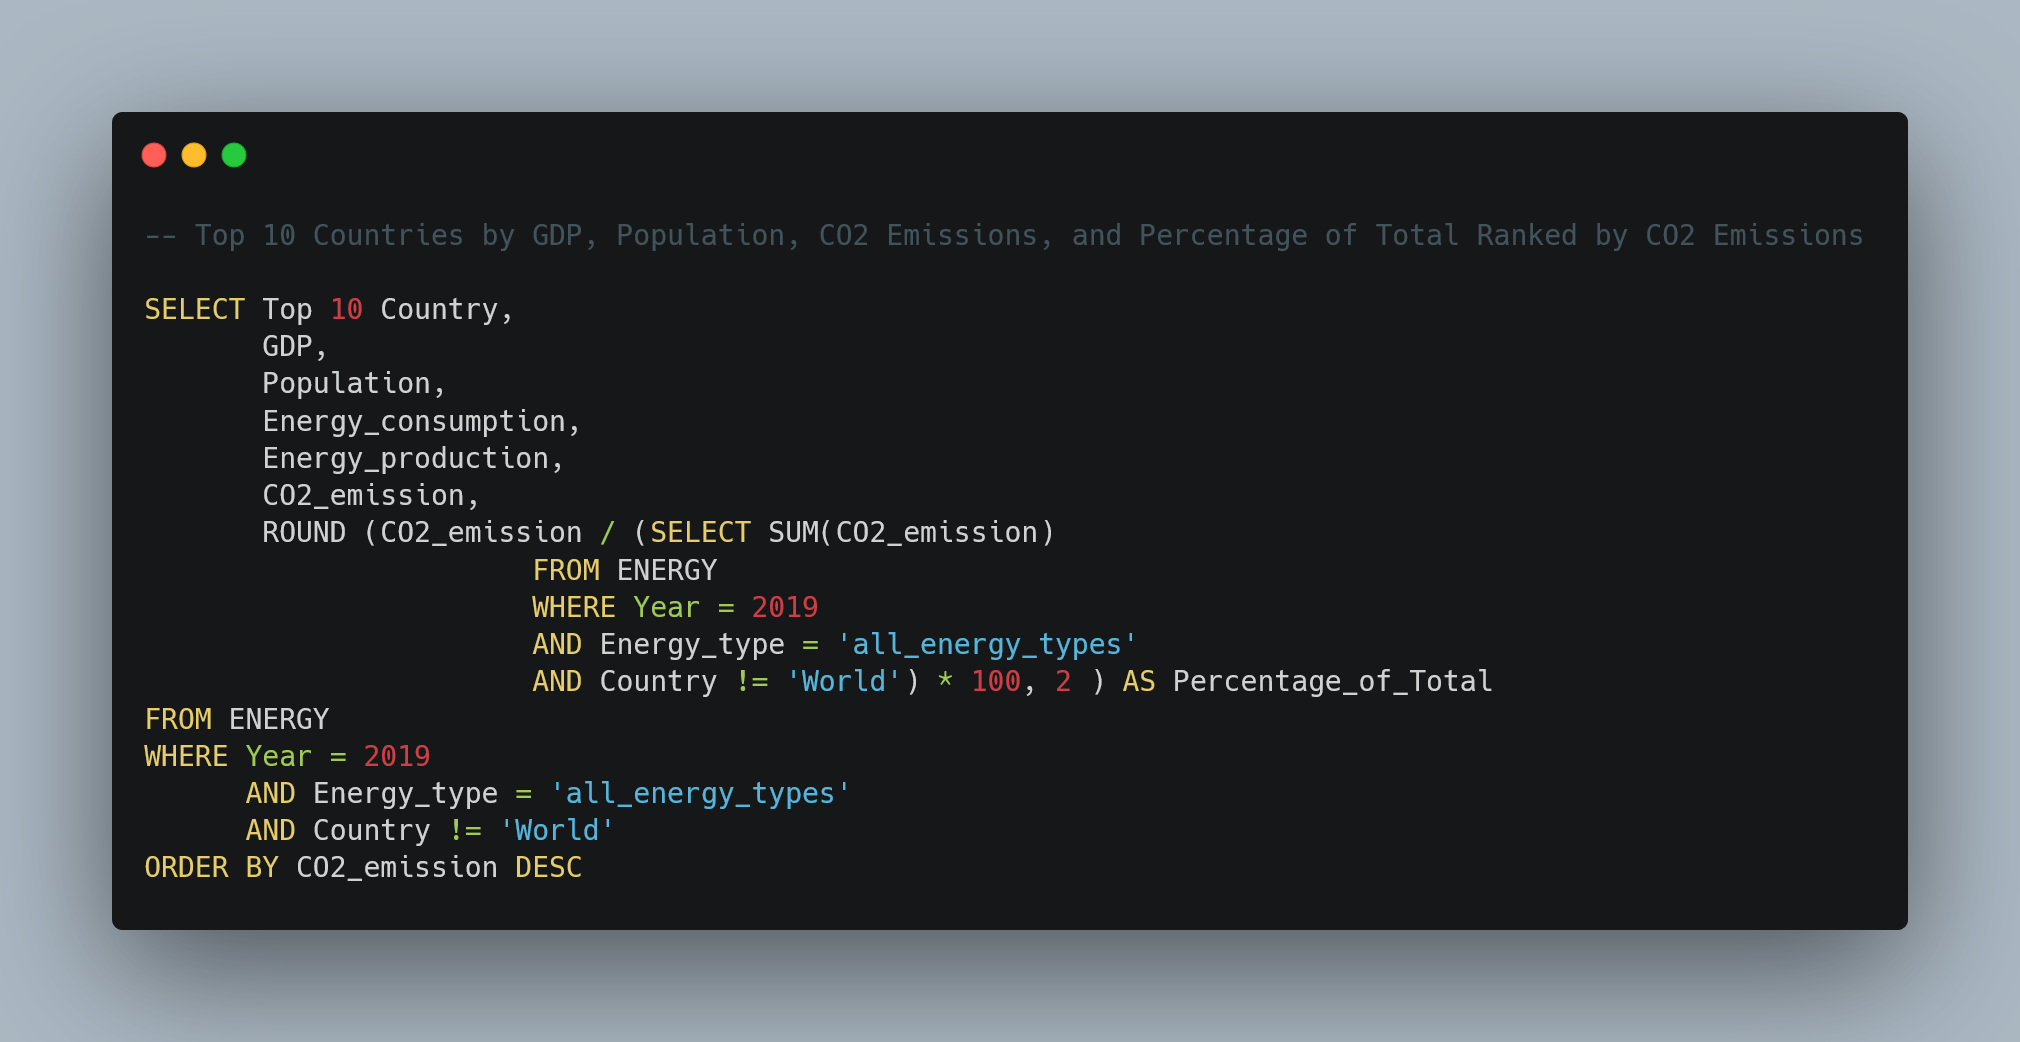 -- Top 10 Countries by GDP, Population, CO2 Emissions, and Percentage of Total Ranked by CO2 Emissions
SELECT Top 10 Country,
GDP,
Population,
Energy_consumption,
Energy_production,
CO2_emission,
ROUND (CO2_emission / (SELECT SUM(CO2_emission)
FROM ENERGY
WHERE Year = 2019
AND Energy_type = 'all_energy_types'
AND Country != 'World') * 100, 2 ) AS Percentage_of_Total
FROM ENERGY
WHERE Year = 2019
AND Energy_type = 'all_energy_types'
AND Country != 'World'
ORDER BY CO2_emission DESC